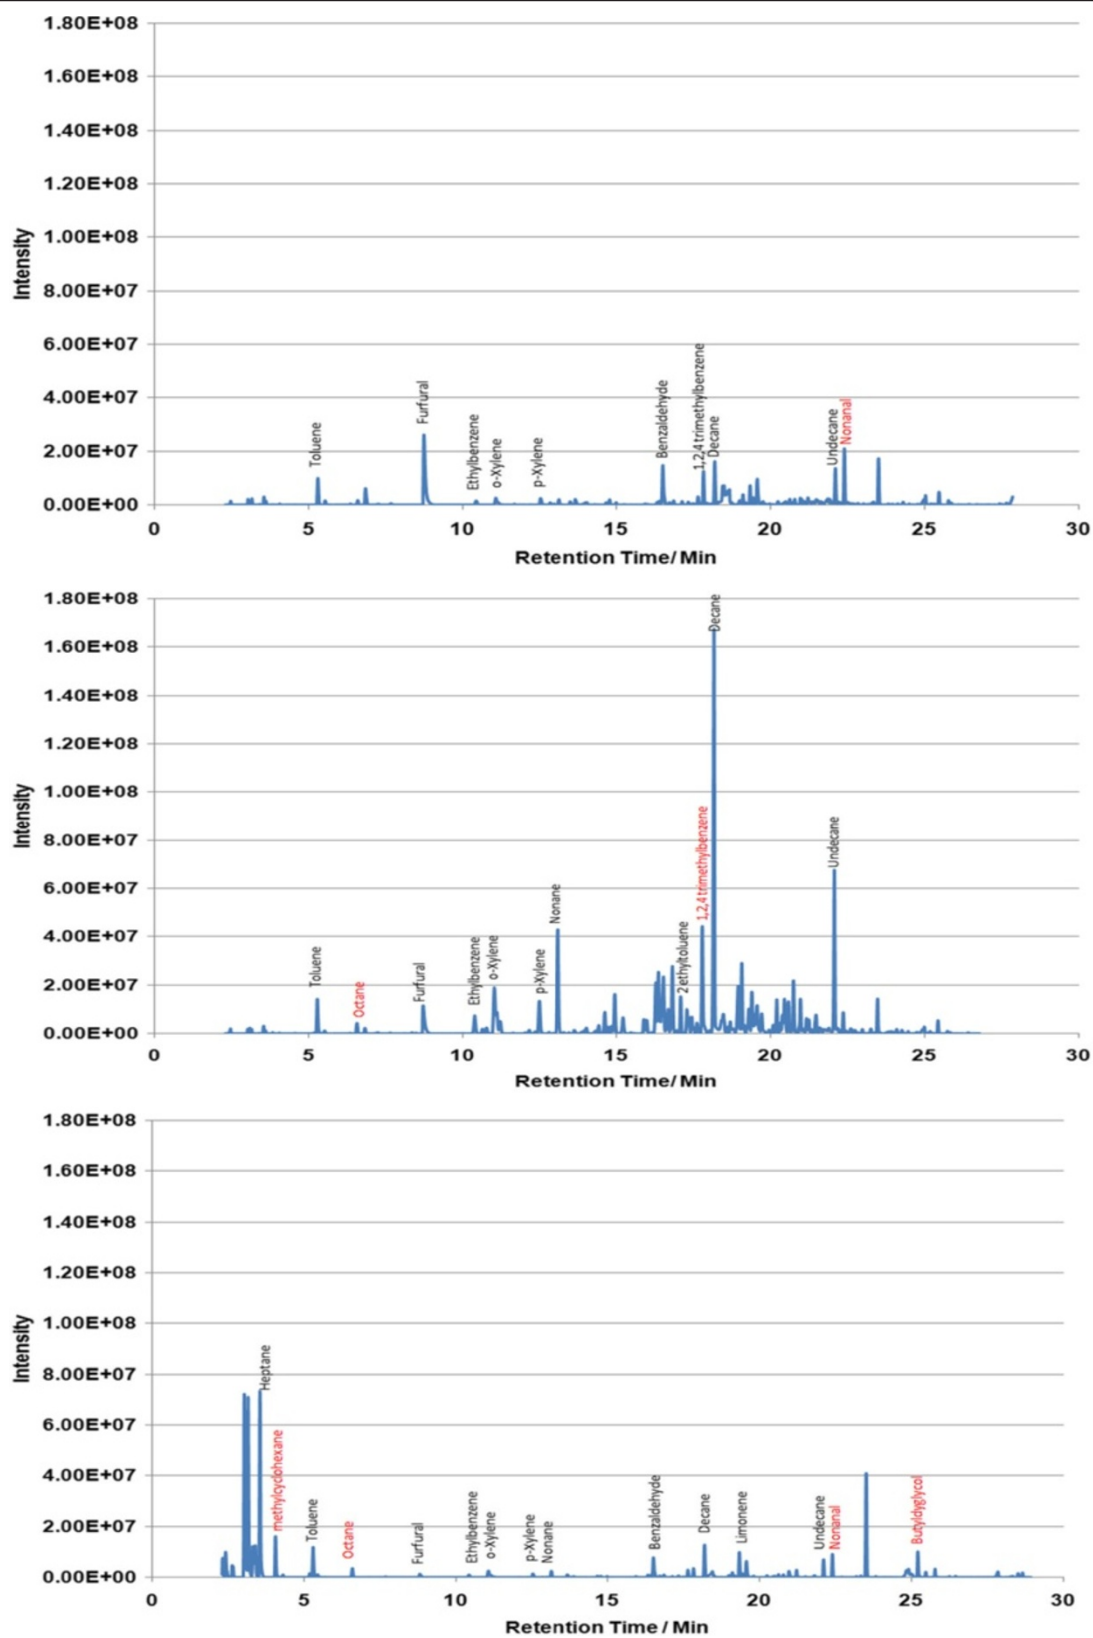 1.80E+08
1.60E+08
1.40E+08
1.20E+08
1.00E+08
8.00E+07
6.00E+07
4.00E+07
2.00E+07
0.00E+00
Intensity
Toluene
Furfural
Ethylbenzene
o-Xylene
p-Xylene
Benzaldehyde
1,2,4 trimethylbenzene
Decane
Undecane
Nonanal
0 5 10 15 20 25 30
Retention Time/ Min
1.80E+08
1.60E+08
1.40E+08
1.20E+08
1.00E+08
8.00E+07
6.00E+07
4.00E+07
2.00E+07
0.00E+00
Intensity
Toluene
Octane
Furfural
Ethylbenzene
o-Xylene
p-Xylene
Nonane
2 ethyltoluene
1,2,4 trimethylbenzene
Decane
Undecane
0 5 10 15 20 25 30
Retention Time/ Min
1.80E+08
1.60E+08
1.40E+08
1.20E+08
1.00E+08
8.00E+07
6.00E+07
4.00E+07
2.00E+07
0.00E+00
Intensity
Heptane
methylcyclohexane
Toluene
Octane
Furfural
Ethylbenzene
o-Xylene
p-Xylene
Nonane
Benzaldehyde
Decane
Limonene
Undecane
Nonanal
Butyldyglycol
0 5 10 15 20 25 30
Retention Time / Min